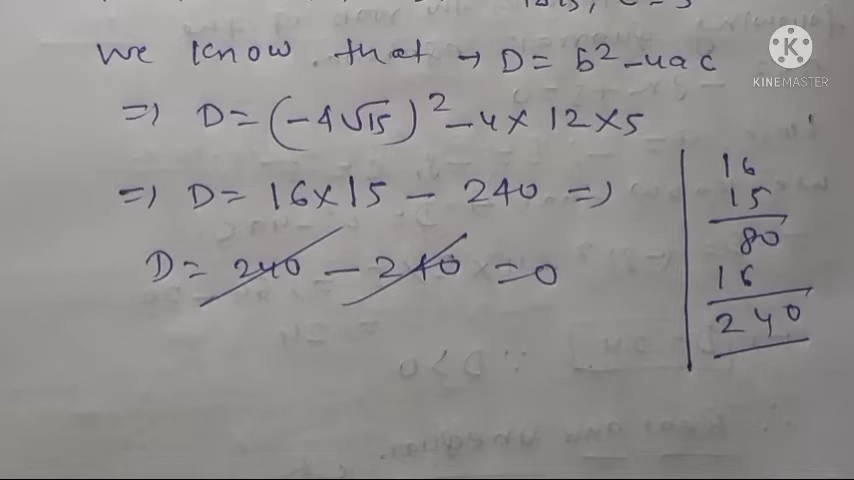 We know that → D = b² - 4ac
⇒ D = (-4√15)² - 4 × 12 × 5
⇒ D = 16 × 15 - 240 ⇒
D = 240 - 240 = 0
16
15
80
16
240
∴ D > 0
KINEMASTER